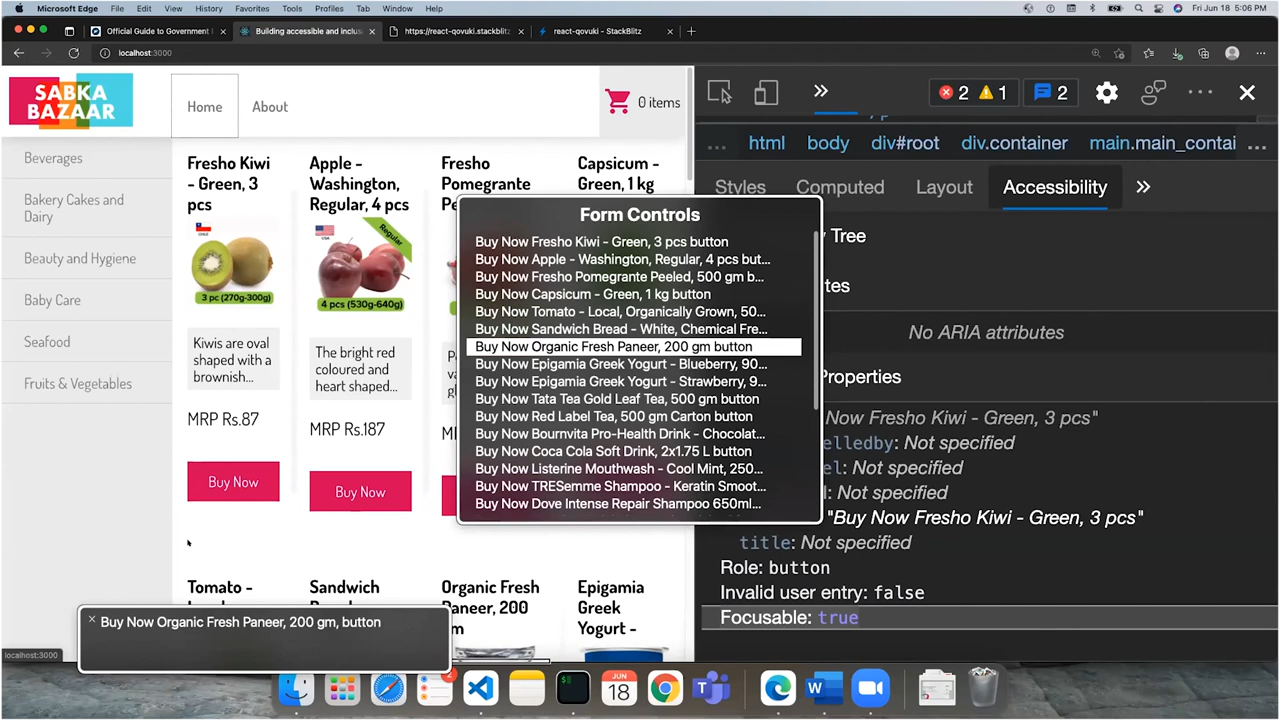 Microsoft Edge File Edit View History Favorites Tools Profiles Tab Window Help
Fri Jun 18 5:06 PM
Official Guide to Government
Building accessible and inclus
https://react-qovuki.stackblitz
react-qovuki - StackBlitz
localhost:3000
SABKA
BAZAAR
Home
About
0 items
Beverages
Bakery Cakes and
Dairy
Beauty and Hygiene
Baby Care
Seafood
Fruits & Vegetables
Fresho Kiwi
- Green, 3
pcs
3 pc (270g-300g)
Kiwis are oval
shaped with a
brownish...
MRP Rs.87
Buy Now
Apple -
Washington,
Regular, 4 pcs
USA
Regular
4 pcs (530g-640g)
The bright red
coloured and
heart shaped...
MRP Rs.187
Buy Now
Fresho
Pomegrante
Capsicum -
Green, 1 kg
Form Controls
Buy Now Fresho Kiwi - Green, 3 pcs button
Buy Now Apple - Washington, Regular, 4 pcs but...
Buy Now Fresho Pomegrante Peeled, 500 gm b...
Buy Now Capsicum - Green, 1 kg button
Buy Now Tomato - Local, Organically Grown, 50...
Buy Now Sandwich Bread - White, Chemical Fre...
Buy Now Organic Fresh Paneer, 200 gm button
Buy Now Epigamia Greek Yogurt - Blueberry, 90...
Buy Now Epigamia Greek Yogurt - Strawberry, 9...
Buy Now Tata Tea Gold Leaf Tea, 500 gm button
Buy Now Red Label Tea, 500 gm Carton button
Buy Now Bournvita Pro-Health Drink - Chocolat...
Buy Now Coca Cola Soft Drink, 2x1.75 L button
Buy Now Listerine Mouthwash - Cool Mint, 250...
Buy Now TRESemme Shampoo - Keratin Smoot...
Buy Now Dove Intense Repair Shampoo 650ml...
Tomato -
Sandwich
Organic Fresh
Paneer, 200
Epigamia
Greek
Yogurt -
Buy Now Organic Fresh Paneer, 200 gm, button
localhost:3000
2 1 2
... html body div#root div.container main.main_contai ...
Styles Computed Layout Accessibility
y Tree
tes
No ARIA attributes
Properties
Now Fresho Kiwi - Green, 3 pcs"
elledby: Not specified
el: Not specified
l: Not specified
"Buy Now Fresho Kiwi - Green, 3 pcs"
title: Not specified
Role: button
Invalid user entry: false
Focusable: true
2
JUN
18